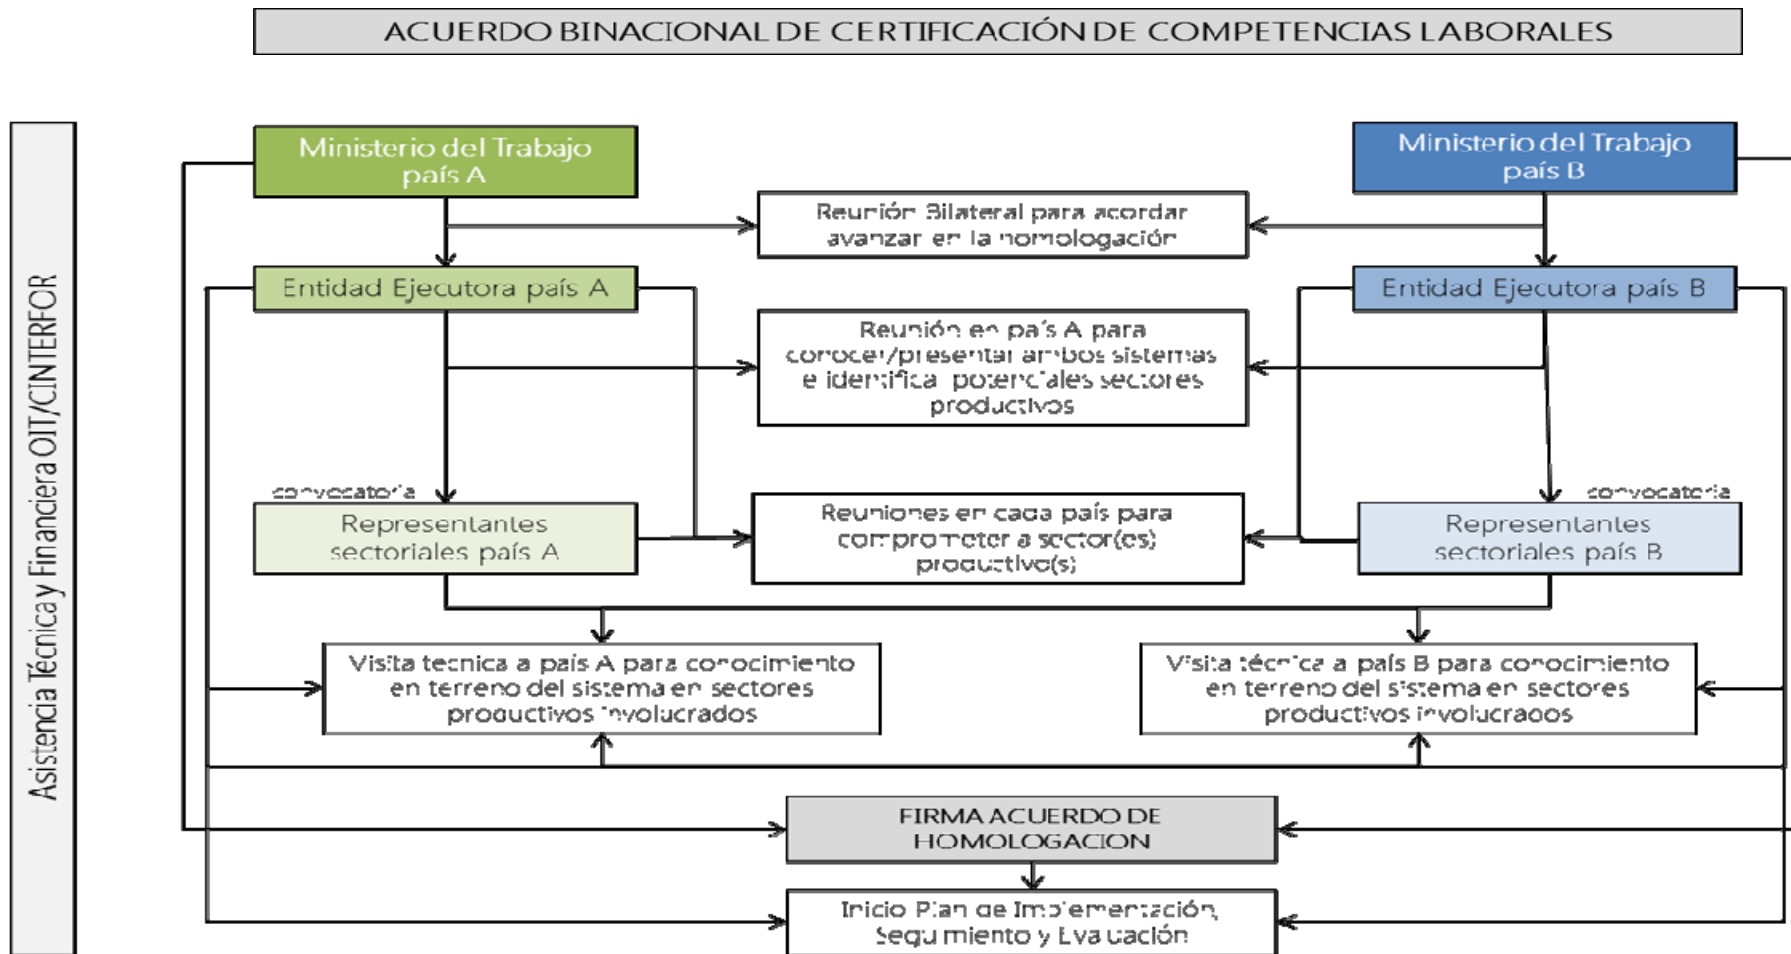 ACUERDO BINACIONAL DE CERTIFICACIÓN DE COMPETENCIAS LABORALES
Asistencia Técnica y Financiera OIT/CINTERFOR
Ministerio del Trabajo
país A
Ministerio del Trabajo
país B
Reunión Bilateral para acordar
avanzar en la homologación
Entidad Ejecutora país A
Entidad Ejecutora país B
Reunión en país A para
conocer/presentar ambos sistemas
e identifica potenciales sectores
productivos
convocatoria
Representantes
sectoriales país A
Reuniones en cada país para
comprometer a sector(es)
productivo(s)
convocatoria
Representantes
sectoriales país B
Visita tecnica a país A para conocimiento
en terreno del sistema en sectores
productivos involucrados
Visita técnica a país B para conocimiento
en terreno del sistema en sectores
productivos involucrados
FIRMA ACUERDO DE
HOMOLOGACION
Inicio Plan de Implementación,
Seguimiento y Evaluación